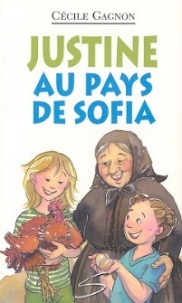 CÉCILE GAGNON
JUSTINE
AU PAYS
DE SOFIA